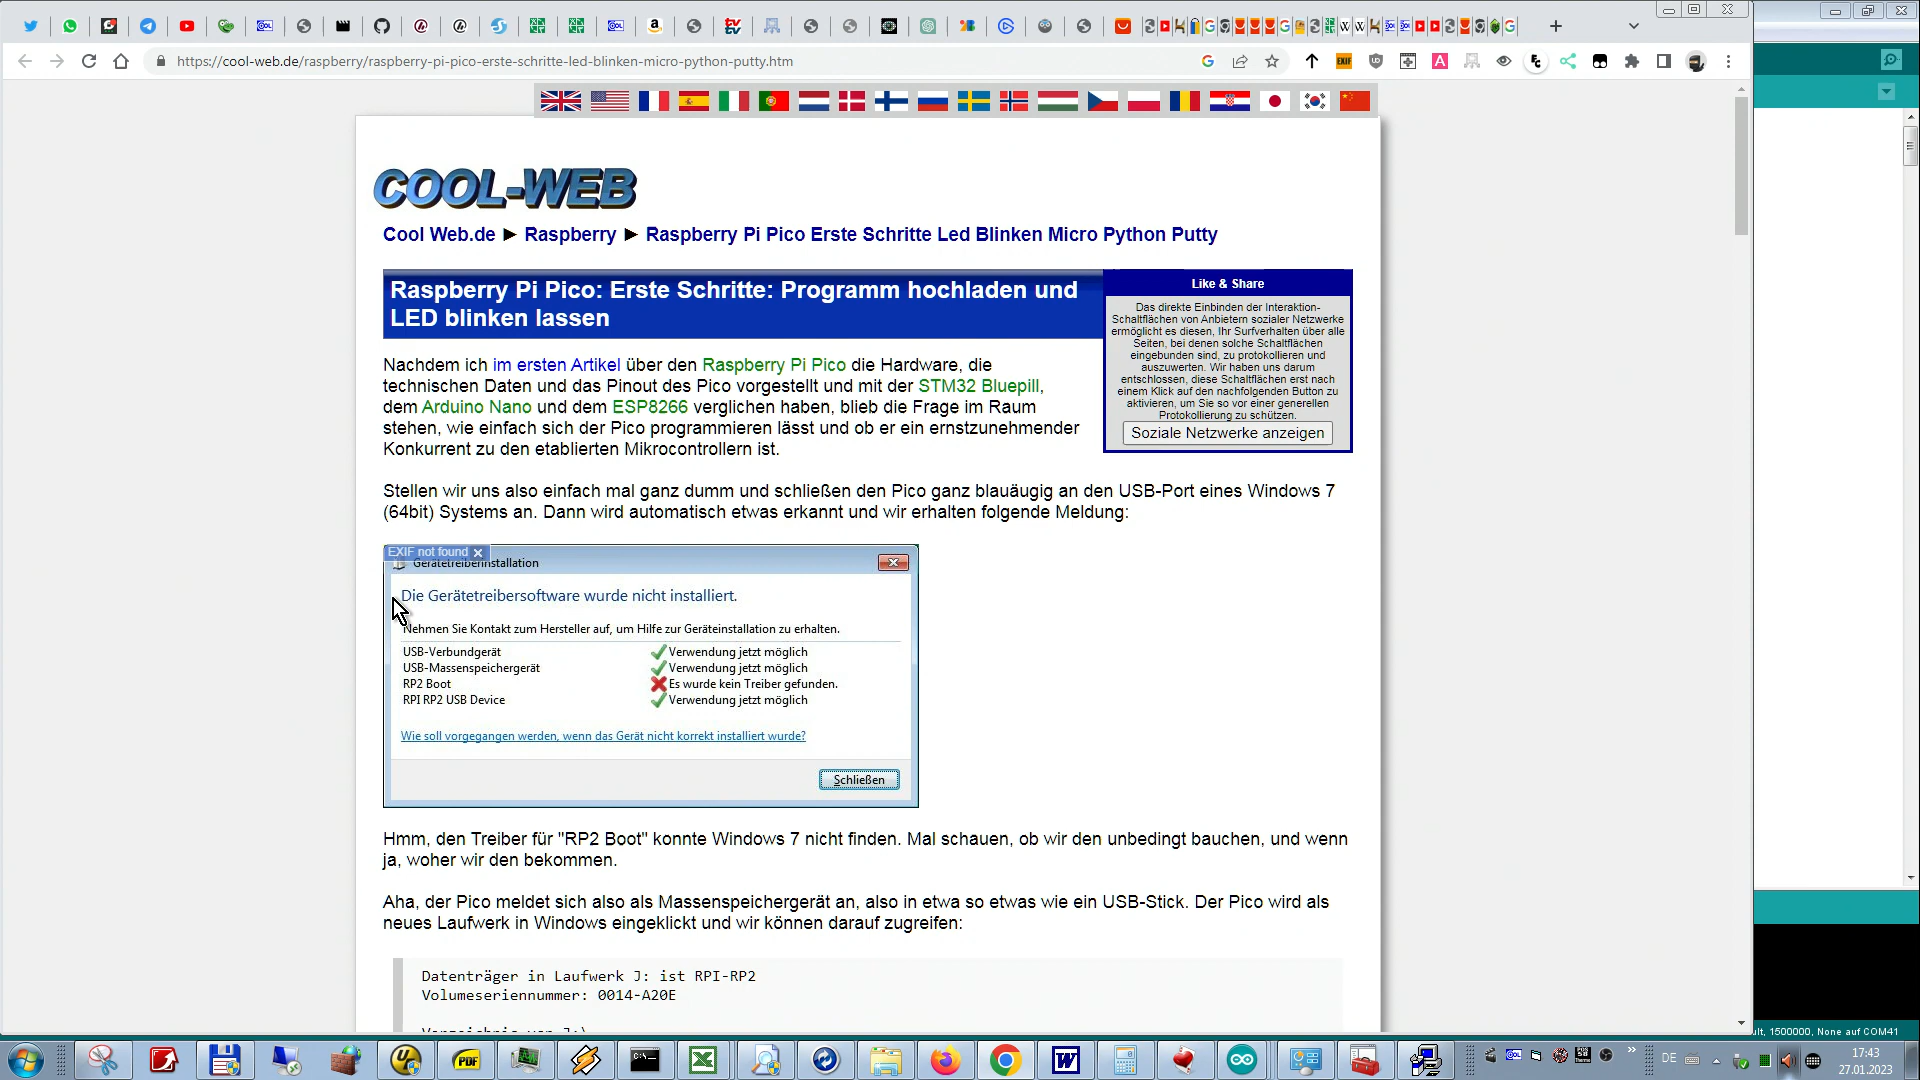 https://cool-web.de/raspberry/raspberry-pi-pico-erste-schritte-led-blinken-micro-python-putty.htm
COOL-WEB
Cool Web.de ► Raspberry ► Raspberry Pi Pico Erste Schritte Led Blinken Micro Python Putty
Raspberry Pi Pico: Erste Schritte: Programm hochladen und
LED blinken lassen
Like & Share
Das direkte Einbinden der Interaktion-
Schaltflächen von Anbietern sozialer Netzwerke
ermöglicht es diesen, Ihr Surfverhalten über alle
Seiten, bei denen solche Schaltflächen
eingebunden sind, zu protokollieren und
auszuwerten. Wir haben uns darum
entschlossen, diese Schaltflächen erst nach
einem Klick auf den nachfolgenden Button zu
aktivieren, um Sie so vor einer generellen
Protokollierung zu schützen.
Soziale Netzwerke anzeigen
Nachdem ich im ersten Artikel über den Raspberry Pi Pico die Hardware, die
technischen Daten und das Pinout des Pico vorgestellt und mit der STM32 Bluepill,
dem Arduino Nano und dem ESP8266 verglichen haben, blieb die Frage im Raum
stehen, wie einfach sich der Pico programmieren lässt und ob er ein ernstzunehmender
Konkurrent zu den etablierten Mikrocontrollern ist.
Stellen wir uns also einfach mal ganz dumm und schließen den Pico ganz blauäugig an den USB-Port eines Windows 7
(64bit) Systems an. Dann wird automatisch etwas erkannt und wir erhalten folgende Meldung:
EXIF not found
Gerätetreiberinstallation
Die Gerätetreibersoftware wurde nicht installiert.
Nehmen Sie Kontakt zum Hersteller auf, um Hilfe zur Geräteinstallation zu erhalten.
USB-Verbundgerät Verwendung jetzt möglich
USB-Massenspeichergerät Verwendung jetzt möglich
RP2 Boot Es wurde kein Treiber gefunden.
RPI RP2 USB Device Verwendung jetzt möglich
Wie soll vorgegangen werden, wenn das Gerät nicht korrekt installiert wurde?
Schließen
Hmm, den Treiber für "RP2 Boot" konnte Windows 7 nicht finden. Mal schauen, ob wir den unbedingt bauchen, und wenn
ja, woher wir den bekommen.
Aha, der Pico meldet sich also als Massenspeichergerät an, also in etwa so etwas wie ein USB-Stick. Der Pico wird als
neues Laufwerk in Windows eingeklickt und wir können darauf zugreifen:
Datenträger in Laufwerk J: ist RPI-RP2
Volumeseriennummer: 0014-A20E
ult, 1500000, None auf COM41
DE
17:43
27.01.2023